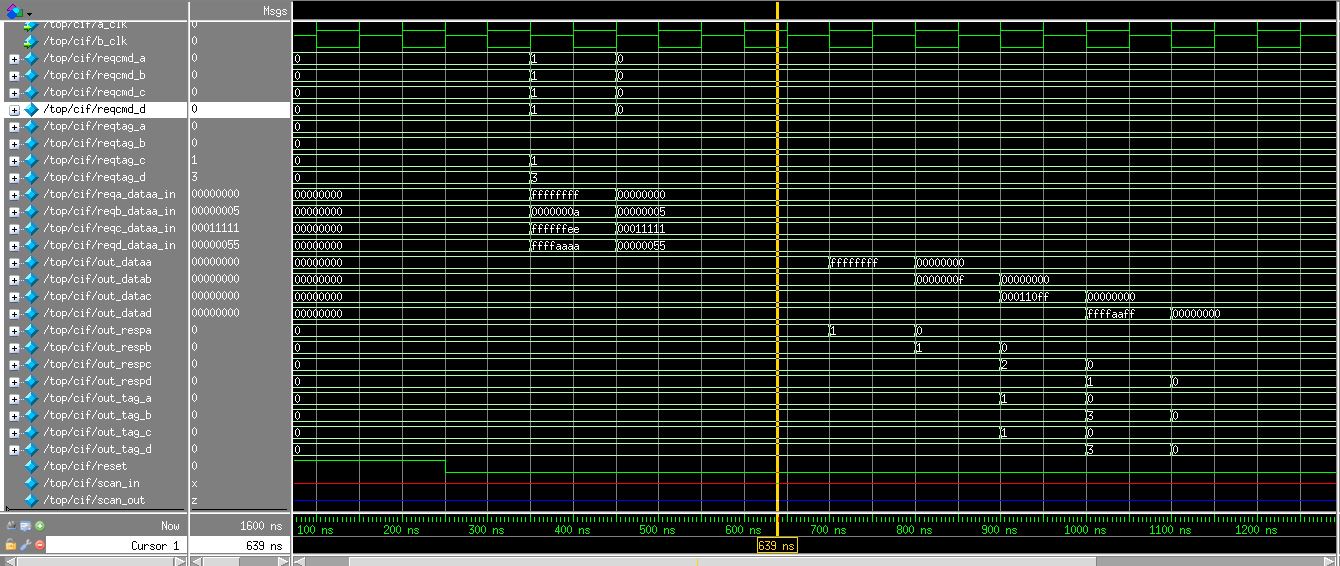 Msgs
/top/cif/a_clk 0
/top/cif/b_clk 0
/top/cif/reqcmd_a 0 0 1 0
/top/cif/reqcmd_b 0 0 1 0
/top/cif/reqcmd_c 0 0 1 0
/top/cif/reqcmd_d 0 0 1 0
/top/cif/reqtag_a 0 0
/top/cif/reqtag_b 0 0
/top/cif/reqtag_c 1 0 1
/top/cif/reqtag_d 3 0 3
/top/cif/reqa_dataa_in 00000000 00000000 ffffffff 00000000
/top/cif/reqb_dataa_in 00000005 00000000 0000000a 00000005
/top/cif/reqc_dataa_in 00011111 00000000 ffffffee 00011111
/top/cif/reqd_dataa_in 00000055 00000000 ffffaaaa 00000055
/top/cif/out_dataa 00000000 00000000 ffffffff 00000000
/top/cif/out_datab 00000000 00000000 0000000f 00000000
/top/cif/out_datac 00000000 00000000 000110ff 00000000
/top/cif/out_datad 00000000 00000000 ffffaaff 00000000
/top/cif/out_respa 0 0 1 0
/top/cif/out_respb 0 0 1 0
/top/cif/out_respc 0 0 2 0
/top/cif/out_respd 0 0 1 0
/top/cif/out_tag_a 0 0 1 0
/top/cif/out_tag_b 0 0 3 0
/top/cif/out_tag_c 0 0 1 0
/top/cif/out_tag_d 0 0 3 0
/top/cif/reset 0
/top/cif/scan_in x
/top/cif/scan_out z
Now 1600 ns 100 ns 200 ns 300 ns 400 ns 500 ns 600 ns 700 ns 800 ns 900 ns 1000 ns 1100 ns 1200 ns
Cursor 1 639 ns 639 ns